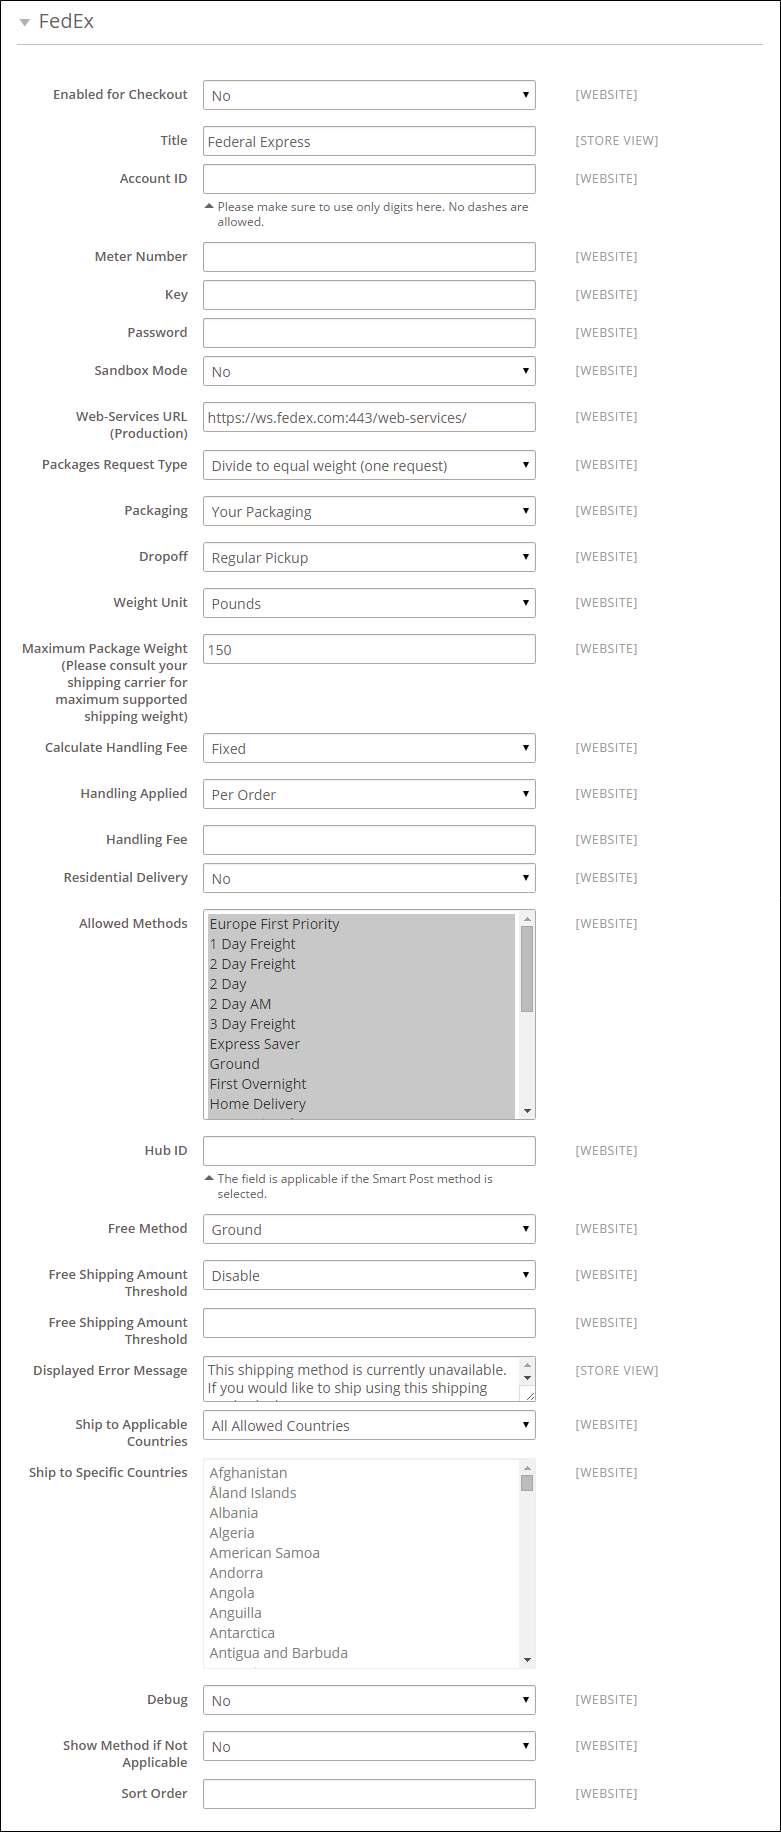 FedEx
Enabled for Checkout No [WEBSITE]
Title Federal Express [STORE VIEW]
Account ID [WEBSITE]
Please make sure to use only digits here. No dashes are
allowed.
Meter Number [WEBSITE]
Key [WEBSITE]
Password [WEBSITE]
Sandbox Mode No [WEBSITE]
Web-Services URL https://ws.fedex.com:443/web-services/ [WEBSITE]
(Production)
Packages Request Type Divide to equal weight (one request) [WEBSITE]
Packaging Your Packaging [WEBSITE]
Dropoff Regular Pickup [WEBSITE]
Weight Unit Pounds [WEBSITE]
Maximum Package Weight 150 [WEBSITE]
(Please consult your
shipping carrier for
maximum supported
shipping weight)
Calculate Handling Fee Fixed [WEBSITE]
Handling Applied Per Order [WEBSITE]
Handling Fee [WEBSITE]
Residential Delivery No [WEBSITE]
Allowed Methods Europe First Priority [WEBSITE]
1 Day Freight
2 Day Freight
2 Day
2 Day AM
3 Day Freight
Express Saver
Ground
First Overnight
Home Delivery
Hub ID [WEBSITE]
The field is applicable if the Smart Post method is
selected.
Free Method Ground [WEBSITE]
Free Shipping Amount Disable [WEBSITE]
Threshold
Free Shipping Amount [WEBSITE]
Threshold
Displayed Error Message This shipping method is currently unavailable. [STORE VIEW]
If you would like to ship using this shipping
Ship to Applicable All Allowed Countries [WEBSITE]
Countries
Ship to Specific Countries Afghanistan [WEBSITE]
Åland Islands
Albania
Algeria
American Samoa
Andorra
Angola
Anguilla
Antarctica
Antigua and Barbuda
Debug No [WEBSITE]
Show Method if Not No [WEBSITE]
Applicable
Sort Order [WEBSITE]